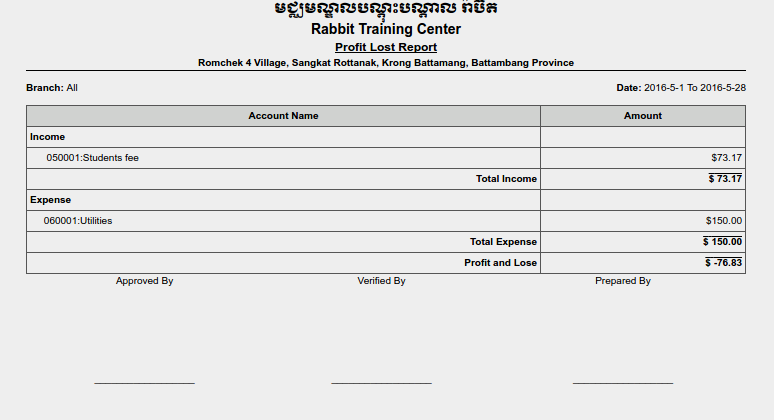 មជ្ឈមណ្ឌលបណ្តុះបណ្តាល រ៉ាប៊ីត
Rabbit Training Center
Profit Lost Report
Romchek 4 Village, Sangkat Rottanak, Krong Battamang, Battambang Province
Branch: All Date: 2016-5-1 To 2016-5-28
Account Name Amount
Income
050001:Students fee $73.17
Total Income $ 73.17
Expense
060001:Utilities $150.00
Total Expense $ 150.00
Profit and Lose $ -76.83
Approved By Verified By Prepared By